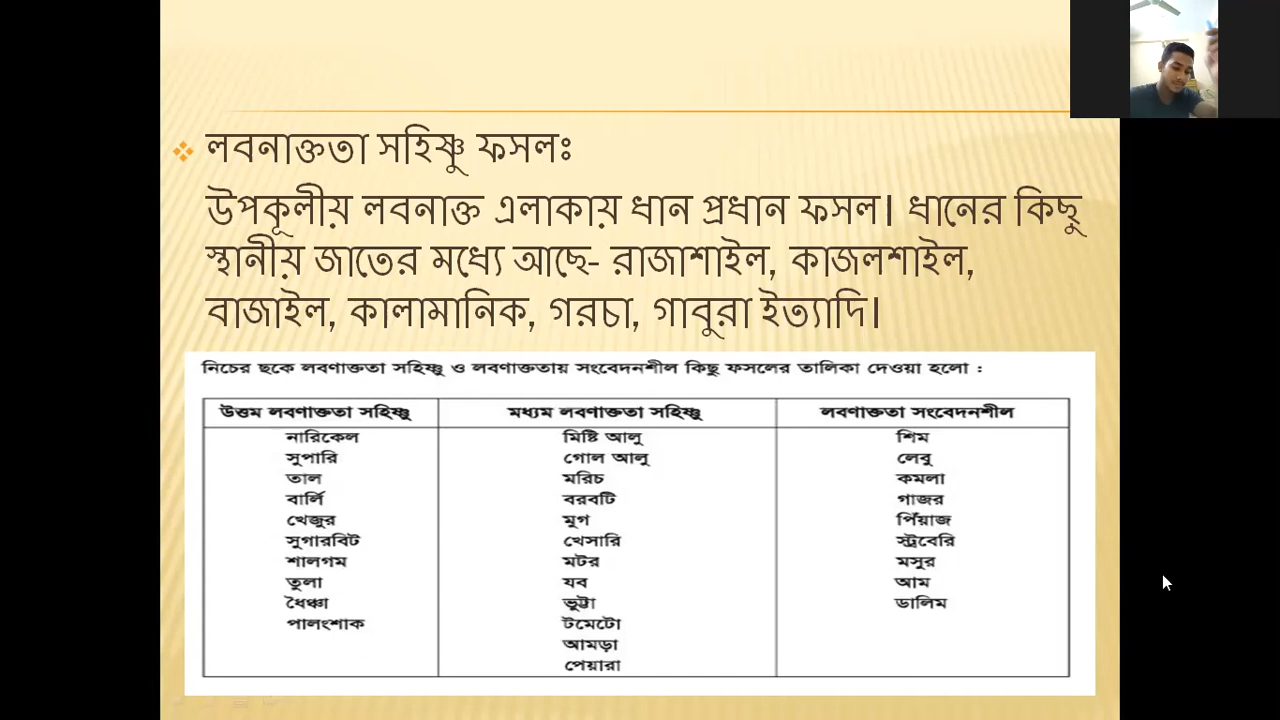 লবনাক্ততা সহিষ্ণু ফসলঃ
উপকূলীয় লবনাক্ত এলাকায় ধান প্রধান ফসল। ধানের কিছু
স্থানীয় জাতের মধ্যে আছে- রাজাশাইল, কাজলশাইল,
বাজাইল, কালামানিক, গরচা, গাবুরা ইত্যাদি।
নিচের ছকে লবণাক্ততা সহিষ্ণু ও লবণাক্ততায় সংবেদনশীল কিছু ফসলের তালিকা দেওয়া হলো :
উত্তম লবণাক্ততা সহিষ্ণু মধ্যম লবণাক্ততা সহিষ্ণু লবণাক্ততা সংবেদনশীল
নারিকেল মিষ্টি আলু শিম
সুপারি গোল আলু লেবু
তাল মরিচ কমলা
বার্লি বরবটি গাজর
খেজুর মুগ পিঁয়াজ
সুগারবিট খেসারি স্ট্রবেরি
শালগম মটর মসুর
তুলা যব আম
ধৈঞ্চা ভুট্টা ডালিম
পালংশাক টমেটো
আমড়া
পেয়ারা